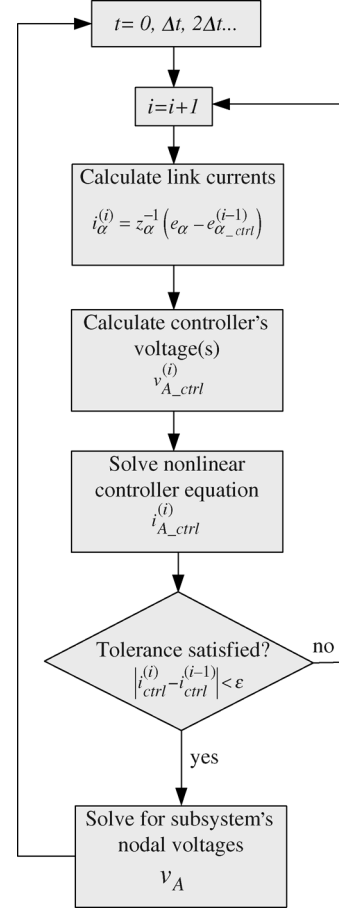 t= 0, Δt, 2Δt...
i=i+1
Calculate link currents
i_α^(i) = z_α^−1 (e_α − e_α_ctrl^(i−1))
Calculate controller's
voltage(s)
v_A_ctrl^(i)
Solve nonlinear
controller equation
i_A_ctrl^(i)
Tolerance satisfied?
|i_ctrl^(i) − i_ctrl^(i−1)| < ε
no
yes
Solve for subsystem's
nodal voltages
v_A